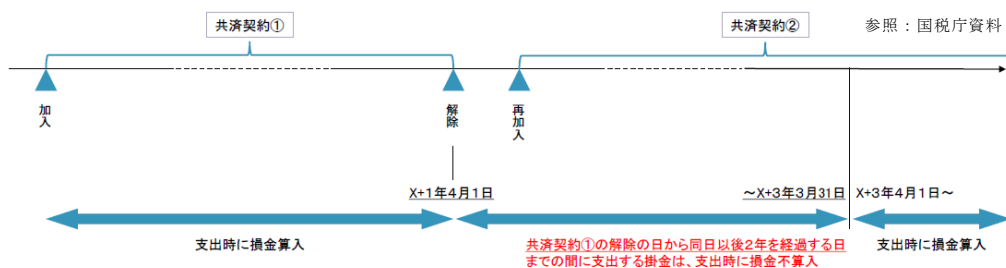 共済契約①
共済契約②
参照：国税庁資料
加入
解除
再加入
X+1年4月1日
～X+3年3月31日
X+3年4月1日～
支出時に損金算入
共済契約①の解除の日から同日以後2年を経過する日
までの間に支出する掛金は、支出時に損金不算入
支出時に損金算入